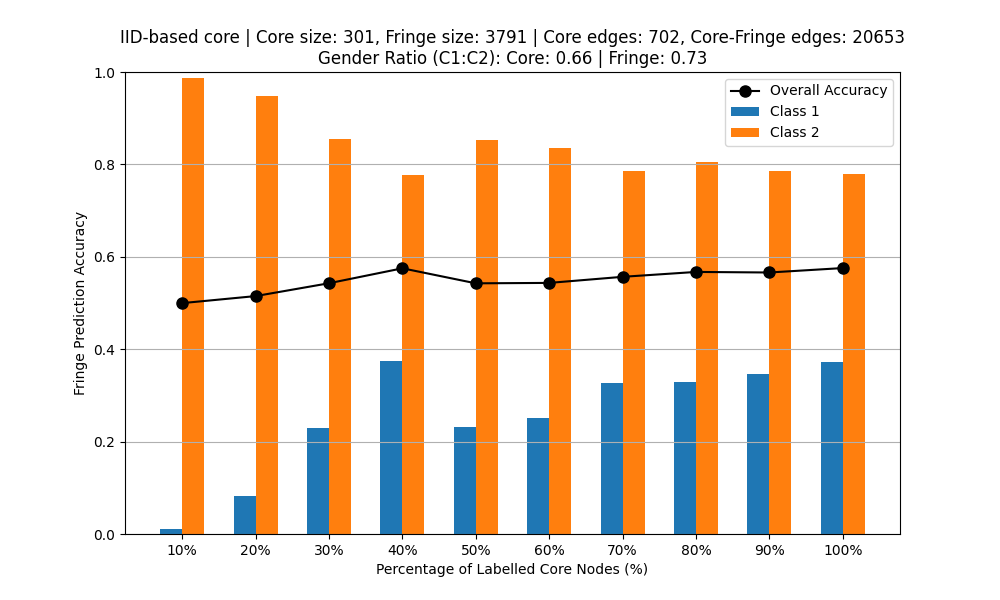 IID-based core | Core size: 301, Fringe size: 3791 | Core edges: 702, Core-Fringe edges: 20653
Gender Ratio (C1:C2): Core: 0.66 | Fringe: 0.73
Overall Accuracy
Class 1
Class 2
Fringe Prediction Accuracy
1.0
0.8
0.6
0.4
0.2
0.0
10% 20% 30% 40% 50% 60% 70% 80% 90% 100%
Percentage of Labelled Core Nodes (%)